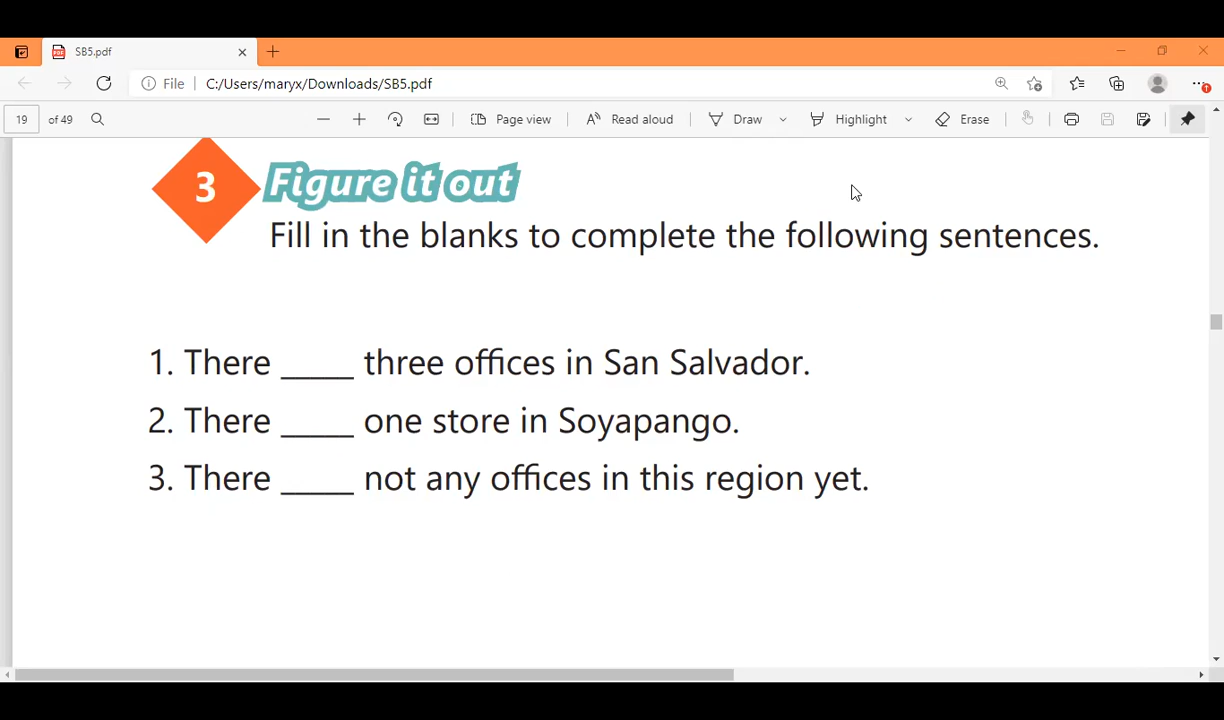 SB5.pdf
File C:/Users/maryx/Downloads/SB5.pdf
19 of 49 Page view Read aloud Draw Highlight Erase
3 Figure it out
Fill in the blanks to complete the following sentences.
1. There _____ three offices in San Salvador.
2. There _____ one store in Soyapango.
3. There _____ not any offices in this region yet.